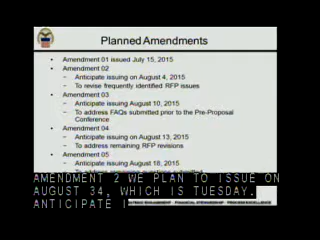 Planned Amendments
• Amendment 01 issued July 15, 2015
• Amendment 02
– Anticipate issuing on August 4, 2015
– To revise frequently identified RFP issues
• Amendment 03
– Anticipate issuing August 10, 2015
– To address FAQs submitted prior to the Pre-Proposal
Conference
• Amendment 04
– Anticipate issuing on August 13, 2015
– To address remaining RFP revisions
• Amendment 05
– Anticipate issuing August 18, 2015
AMENDMENT 2 WE PLAN TO ISSUE ON
AUGUST 34, WHICH IS TUESDAY.
ANTICIPATE I